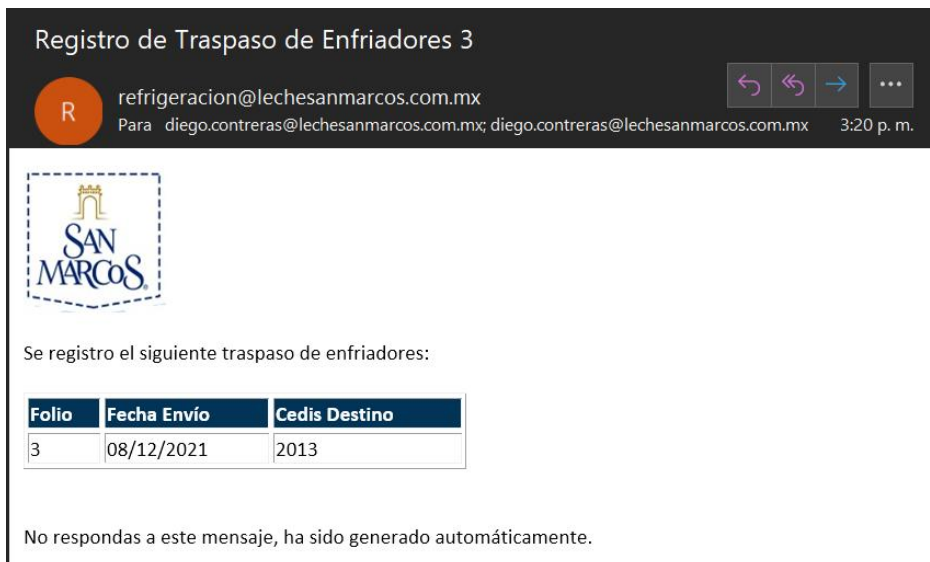 Registro de Traspaso de Enfriadores 3
R
refrigeracion@lechesanmarcos.com.mx
Para diego.contreras@lechesanmarcos.com.mx; diego.contreras@lechesanmarcos.com.mx 3:20 p. m.
SAN
MARCOS
Se registro el siguiente traspaso de enfriadores:
Folio Fecha Envío Cedis Destino
3 08/12/2021 2013
No respondas a este mensaje, ha sido generado automáticamente.